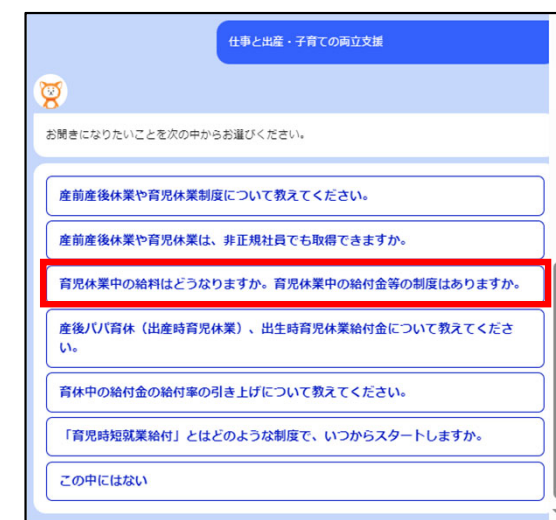 仕事と出産・子育ての両立支援
お聞きになりたいことを次の中からお選びください。
産前産後休業や育児休業制度について教えてください。
産前産後休業や育児休業は、非正規社員でも取得できますか。
育児休業中の給料はどうなりますか。育児休業中の給付金等の制度はありますか。
産後パパ育休（出産時育児休業）、出生時育児休業給付金について教えてくださ
い。
育休中の給付金の給付率の引き上げについて教えてください。
「育児時短就業給付」とはどのような制度で、いつからスタートしますか。
この中にはない